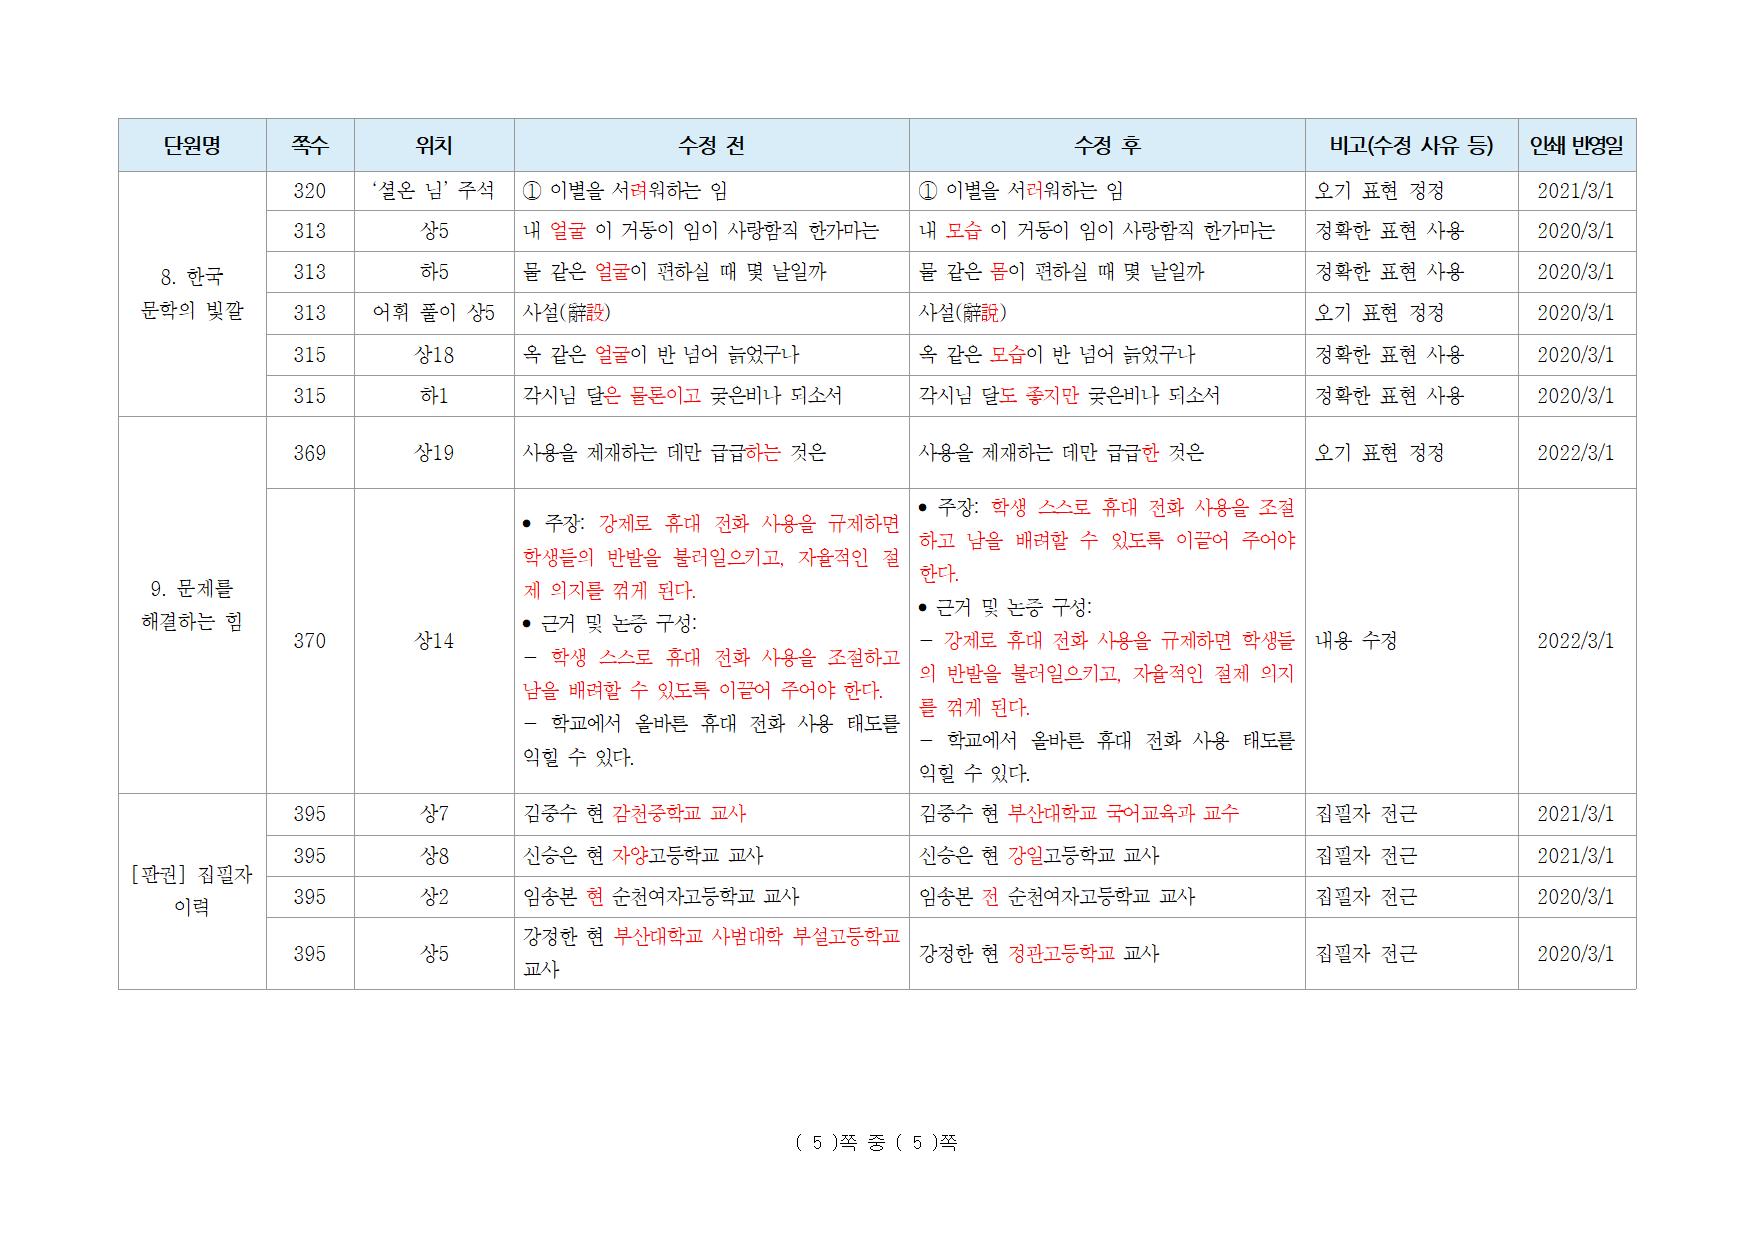 단원명 쪽수 위치 수정 전 수정 후 비고(수정 사유 등) 인쇄 반영일
8. 한국
문학의 빛깔
320 ‘셜온 님’ 주석 ① 이별을 서려워하는 임 ① 이별을 서러워하는 임 오기 표현 정정 2021/3/1
313 상5 내 얼굴 이 거동이 임이 사랑함직 한가마는 내 모습 이 거동이 임이 사랑함직 한가마는 정확한 표현 사용 2020/3/1
313 하5 물 같은 얼굴이 편하실 때 몇 날일까 물 같은 몸이 편하실 때 몇 날일까 정확한 표현 사용 2020/3/1
313 어휘 풀이 상5 사설(辭設) 사설(辭說) 오기 표현 정정 2020/3/1
315 상18 옥 같은 얼굴이 반 넘어 늙었구나 옥 같은 모습이 반 넘어 늙었구나 정확한 표현 사용 2020/3/1
315 하1 각시님 달은 물론이고 궂은비나 되소서 각시님 달도 좋지만 궂은비나 되소서 정확한 표현 사용 2020/3/1
9. 문제를
해결하는 힘
369 상19 사용을 제재하는 데만 급급하는 것은 사용을 제재하는 데만 급급한 것은 오기 표현 정정 2022/3/1
370 상14
• 주장: 강제로 휴대 전화 사용을 규제하면
학생들의 반발을 불러일으키고, 자율적인 절
제 의지를 꺾게 된다.
• 근거 및 논증 구성:
- 학생 스스로 휴대 전화 사용을 조절하고
남을 배려할 수 있도록 이끌어 주어야 한다.
- 학교에서 올바른 휴대 전화 사용 태도를
익힐 수 있다.
• 주장: 학생 스스로 휴대 전화 사용을 조절
하고 남을 배려할 수 있도록 이끌어 주어야
한다.
• 근거 및 논증 구성:
- 강제로 휴대 전화 사용을 규제하면 학생들
의 반발을 불러일으키고, 자율적인 절제 의지
를 꺾게 된다.
- 학교에서 올바른 휴대 전화 사용 태도를
익힐 수 있다.
내용 수정 2022/3/1
[판권] 집필자
이력
395 상7 김중수 현 감천중학교 교사 김중수 현 부산대학교 국어교육과 교수 집필자 전근 2021/3/1
395 상8 신승은 현 자양고등학교 교사 신승은 현 강일고등학교 교사 집필자 전근 2021/3/1
395 상2 임송본 현 순천여자고등학교 교사 임송본 전 순천여자고등학교 교사 집필자 전근 2020/3/1
395 상5
강정한 현 부산대학교 사범대학 부설고등학교
교사
강정한 현 정관고등학교 교사 집필자 전근 2020/3/1
( 5 )쪽 중 ( 5 )쪽